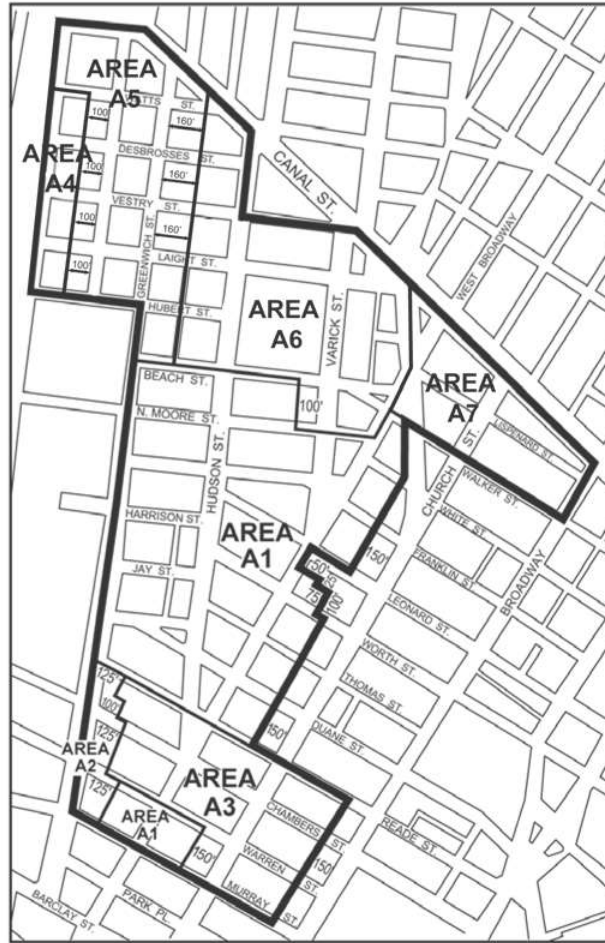 AREA
A5
WATTS ST.
100'
160'
AREA
A4
DESBROSSES ST.
100'
160'
CANAL ST.
VESTRY ST.
100'
160'
GREENWICH ST.
LAIGHT ST.
100'
WEST BROADWAY
HUBERT ST.
AREA
A6
VARICK ST.
BEACH ST.
100'
AREA
A7
N. MOORE ST.
LISPENARD ST.
HUDSON ST.
CHURCH ST.
WALKER ST.
HARRISON ST.
AREA
A1
WHITE ST.
150'
BROADWAY
JAY ST.
50'
25'
75'
100'
FRANKLIN ST.
LEONARD ST.
WORTH ST.
THOMAS ST.
125'
100'
125'
150'
DUANE ST.
AREA
A2
AREA
A3
125'
AREA
A1
CHAMBERS ST.
READE ST.
150'
WARREN ST.
150'
MURRAY ST.
BARCLAY ST.
PARK PL.